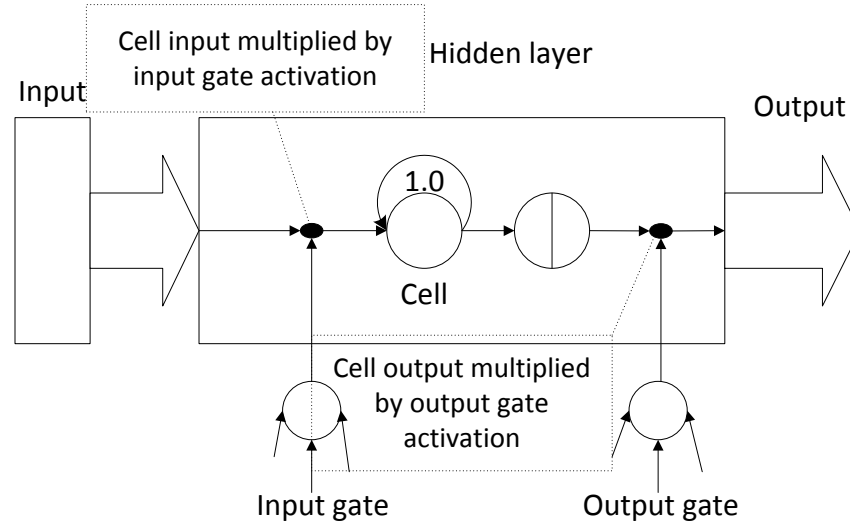 Cell input multiplied by
input gate activation
Hidden layer
Input
Output
1.0
Cell
Cell output multiplied
by output gate
activation
Input gate
Output gate